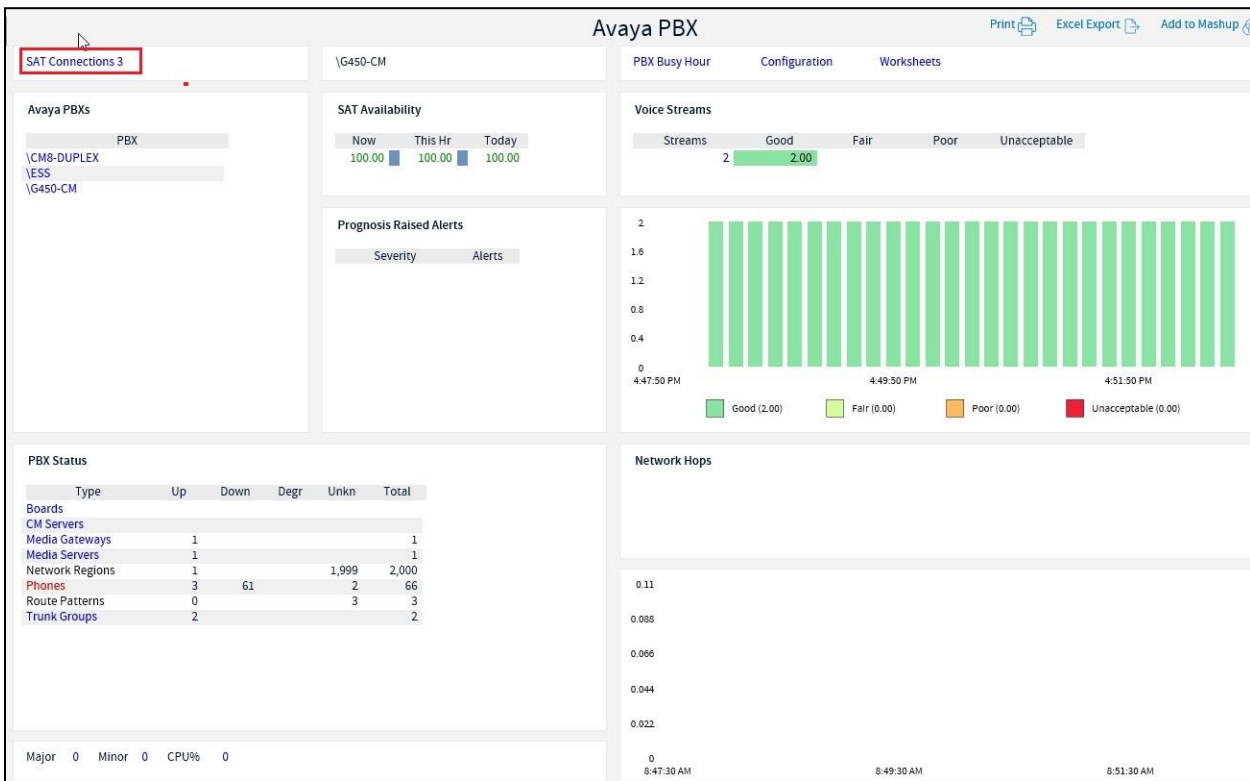 Avaya PBX
Print Excel Export Add to Mashup
SAT Connections 3
\G450-CM
PBX Busy Hour Configuration Worksheets
Avaya PBXs
PBX
\CM8-DUPLEX
\ESS
\G450-CM
SAT Availability
Now This Hr Today
100.00 100.00 100.00
Voice Streams
Streams Good Fair Poor Unacceptable
2 2.00
Prognosis Raised Alerts
Severity Alerts
2
1.6
1.2
0.8
0.4
0
4:47:50 PM 4:49:50 PM 4:51:50 PM
Good (2.00) Fair (0.00) Poor (0.00) Unacceptable (0.00)
PBX Status
Type Up Down Degr Unkn Total
Boards
CM Servers
Media Gateways 1 1
Media Servers 1 1
Network Regions 1 1,999 2,000
Phones 3 61 2 66
Route Patterns 0 3 3
Trunk Groups 2 2
Network Hops
0.11
0.088
0.066
0.044
0.022
0
8:47:30 AM 8:49:30 AM 8:51:30 AM
Major 0 Minor 0 CPU% 0